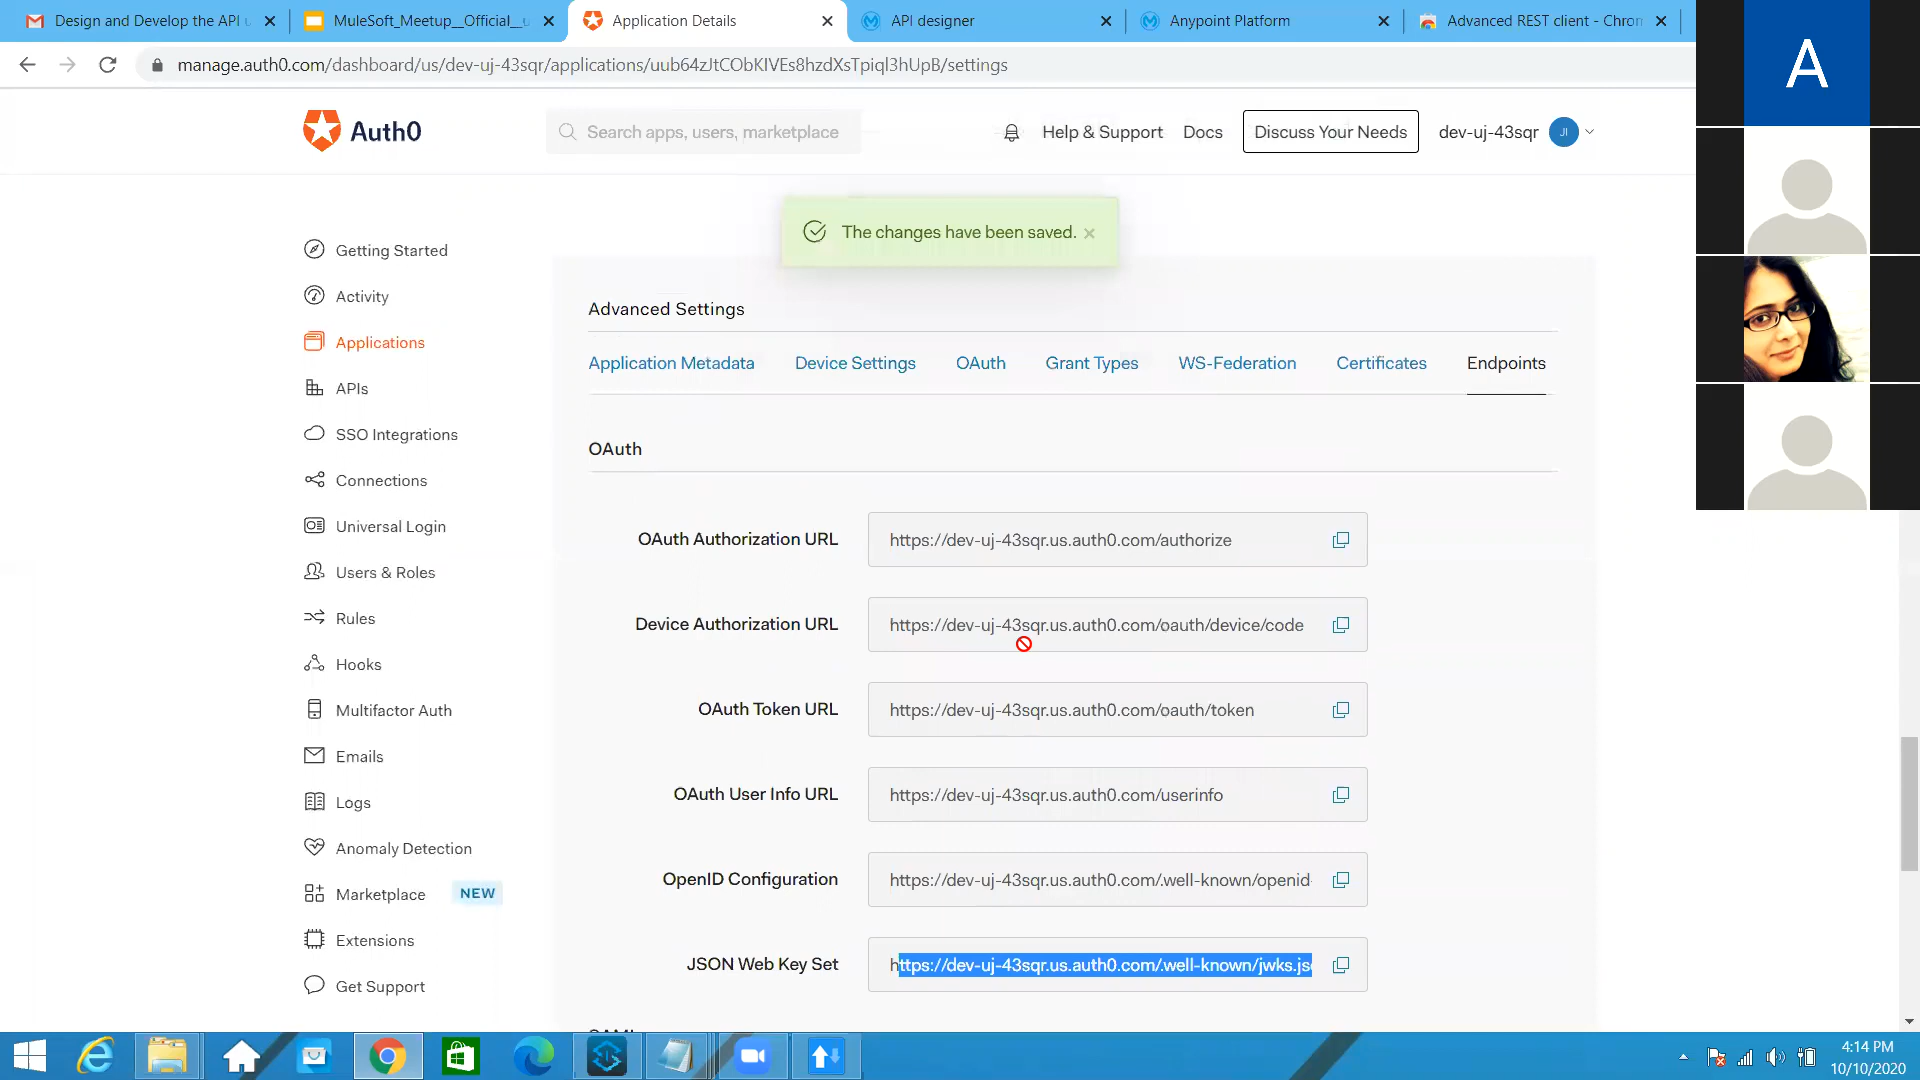 Design and Develop the API u
MuleSoft_Meetup__Official_
Application Details
API designer
Anypoint Platform
Advanced REST client - Chron
manage.auth0.com/dashboard/us/dev-uj-43sqr/applications/uub64zJtCObKIVEs8hzdXsTpiql3hUpB/settings
Auth0
Search apps, users, marketplace
Help & Support
Docs
Discuss Your Needs
dev-uj-43sqr
JI
A
The changes have been saved.
Getting Started
Activity
Applications
APIs
SSO Integrations
Connections
Universal Login
Users & Roles
Rules
Hooks
Multifactor Auth
Emails
Logs
Anomaly Detection
Marketplace NEW
Extensions
Get Support
Advanced Settings
Application Metadata
Device Settings
OAuth
Grant Types
WS-Federation
Certificates
Endpoints
OAuth
OAuth Authorization URL
https://dev-uj-43sqr.us.auth0.com/authorize
Device Authorization URL
https://dev-uj-43sqr.us.auth0.com/oauth/device/code
OAuth Token URL
https://dev-uj-43sqr.us.auth0.com/oauth/token
OAuth User Info URL
https://dev-uj-43sqr.us.auth0.com/userinfo
OpenID Configuration
https://dev-uj-43sqr.us.auth0.com/.well-known/openid-
JSON Web Key Set
https://dev-uj-43sqr.us.auth0.com/.well-known/jwks.js
4:14 PM
10/10/2020